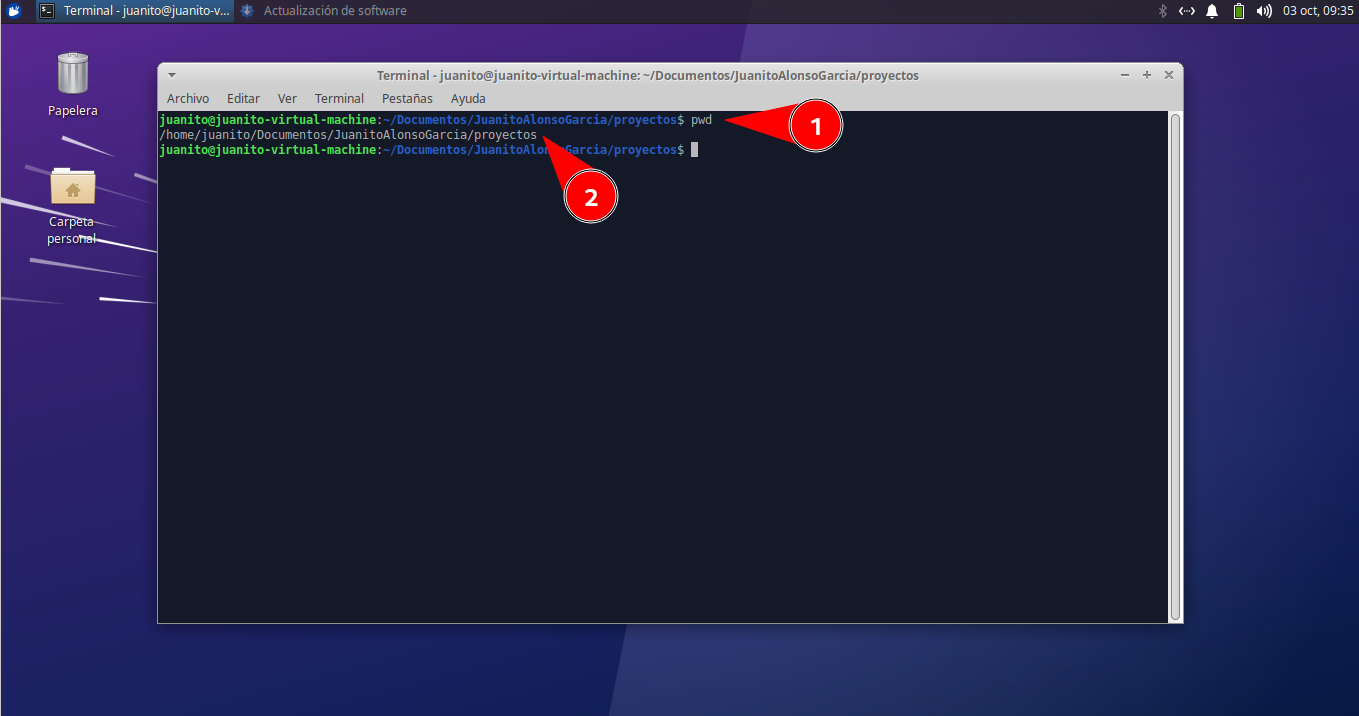 Terminal - juanito@juanito-v...
Actualización de software
03 oct, 09:35
Papelera
Carpeta
personal
Terminal - juanito@juanito-virtual-machine: ~/Documentos/JuanitoAlonsoGarcia/proyectos
Archivo Editar Ver Terminal Pestañas Ayuda
juanito@juanito-virtual-machine:~/Documentos/JuanitoAlonsoGarcia/proyectos$ pwd
/home/juanito/Documentos/JuanitoAlonsoGarcia/proyectos
juanito@juanito-virtual-machine:~/Documentos/JuanitoAlonsoGarcia/proyectos$
1
2